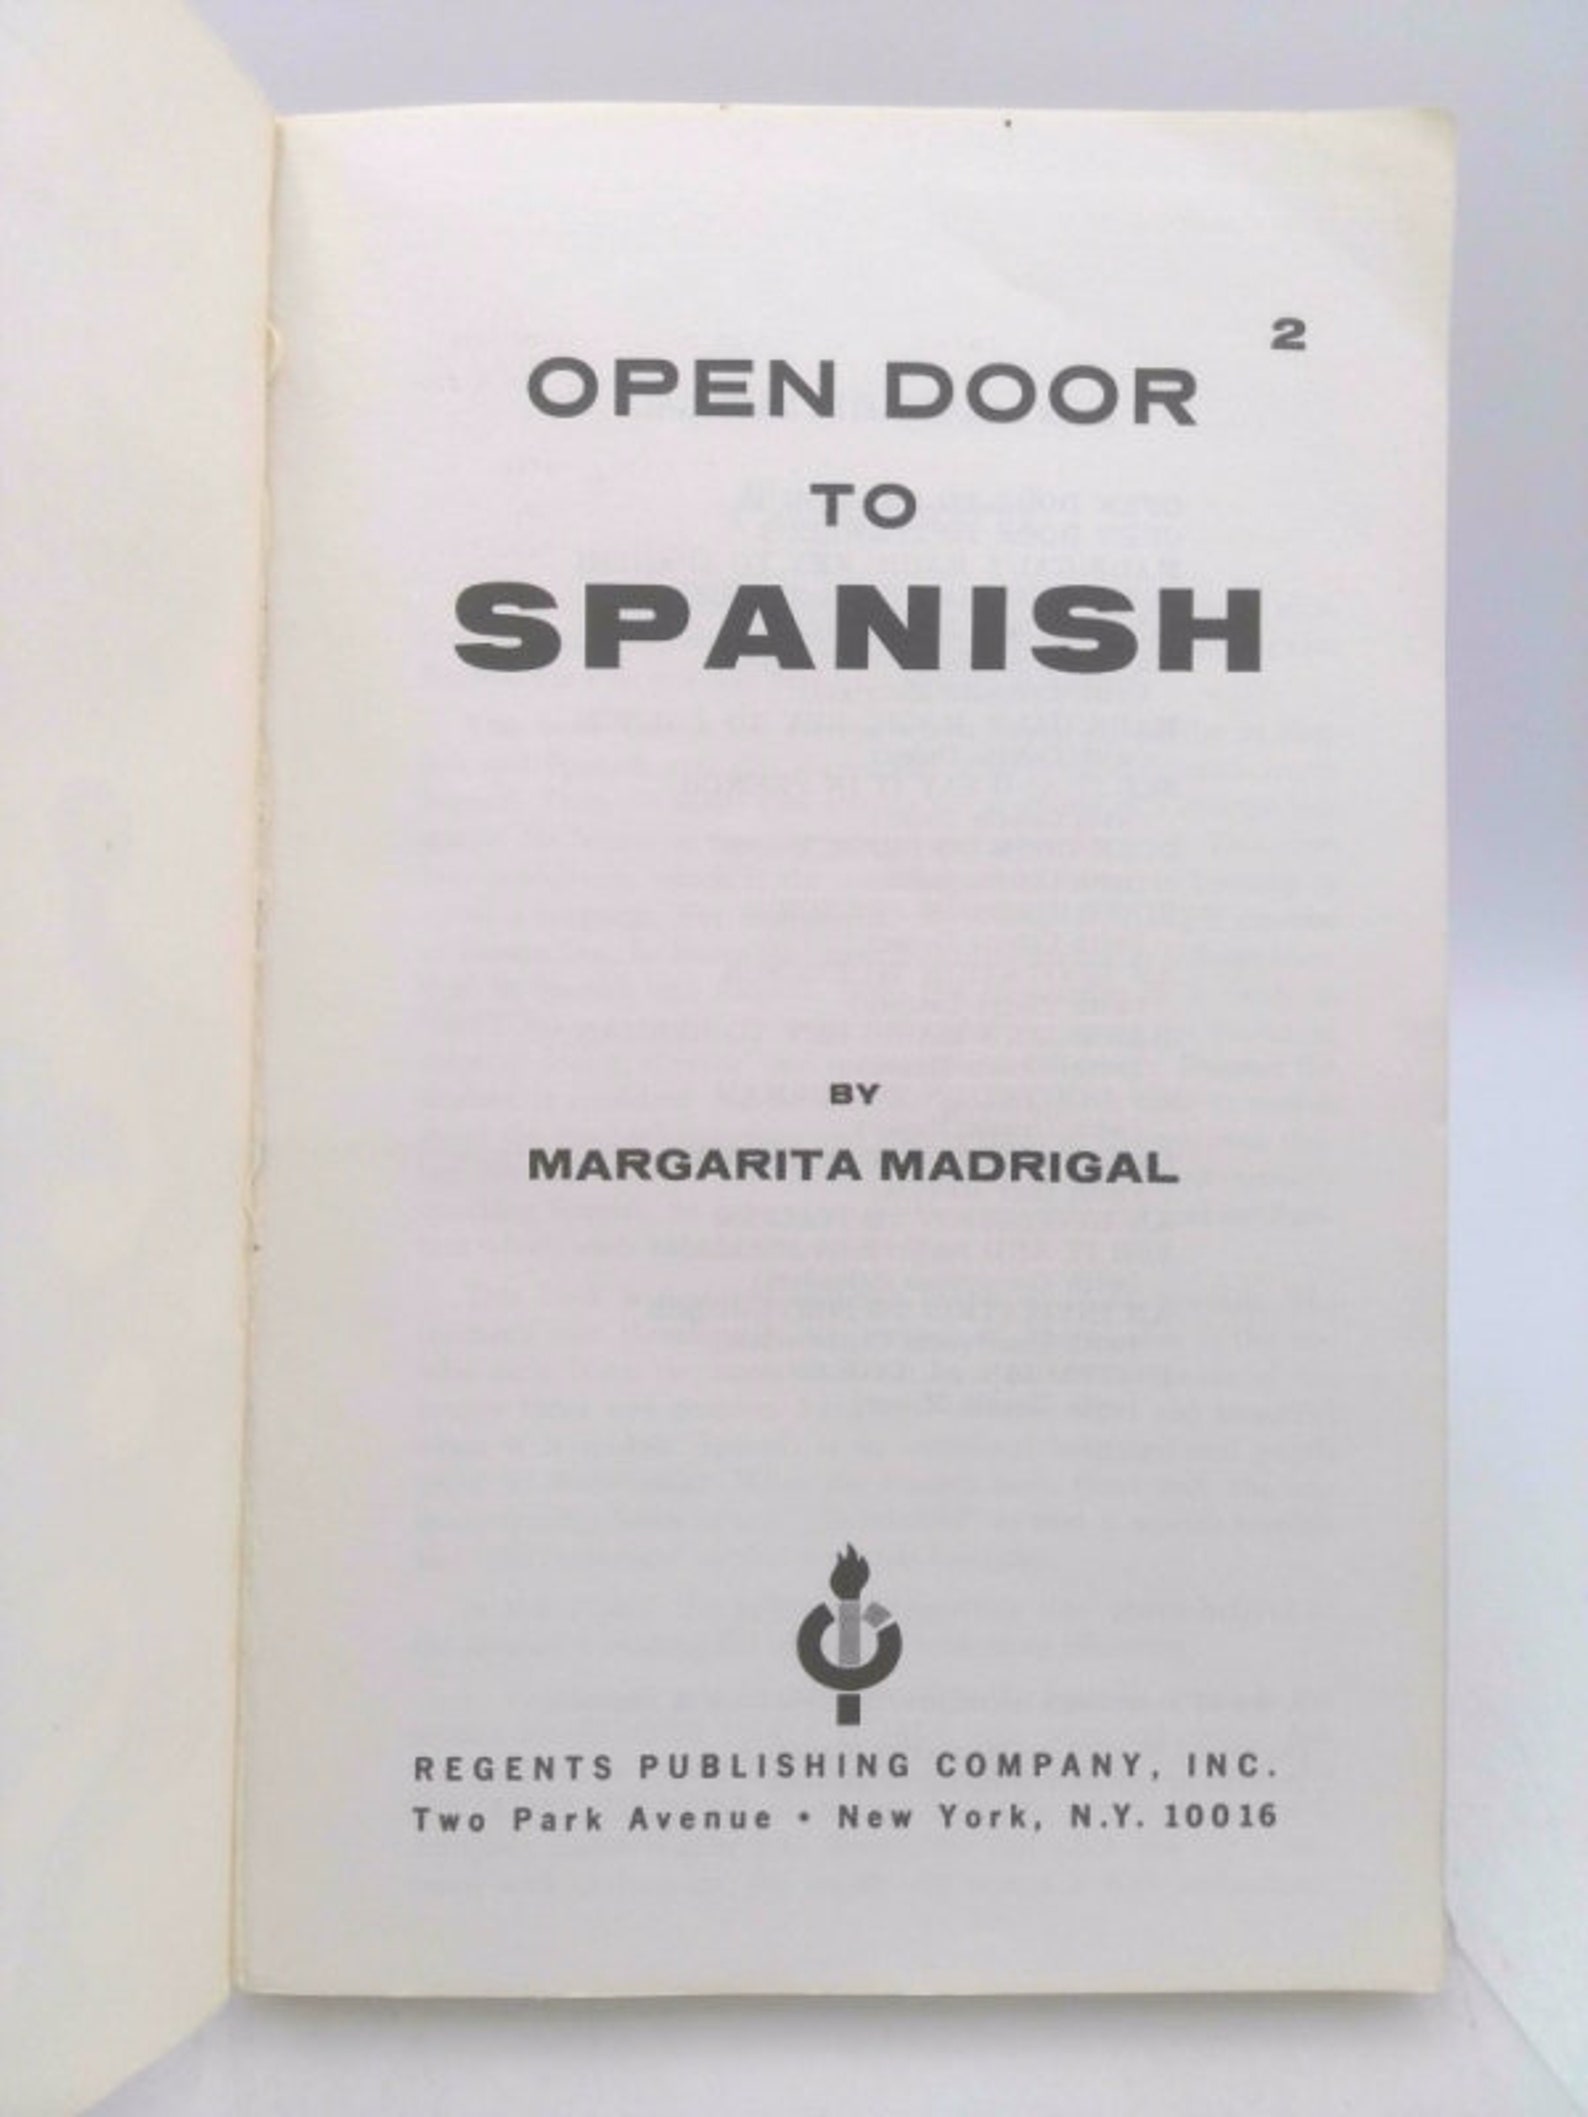 2
OPEN DOOR
TO
SPANISH
BY
MARGARITA MADRIGAL
REGENTS PUBLISHING COMPANY, INC.
Two Park Avenue • New York, N.Y. 10016